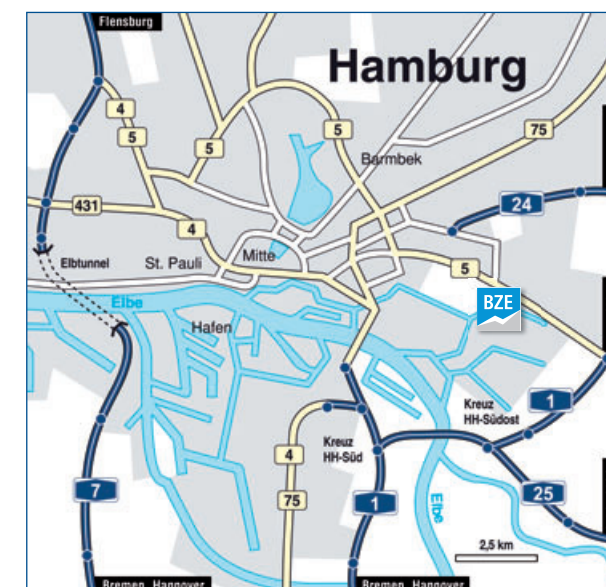 Flensburg
Hamburg
4
5
5
5
75
Barmbek
431
4
24
Elbtunnel
St. Pauli
Mitte
5
Elbe
BZE
Hafen
Kreuz
HH-Südost
1
Kreuz
HH-Süd
4
7
75
1
25
Elbe
2,5 km
Bremen, Hannover
Bremen, Hannover